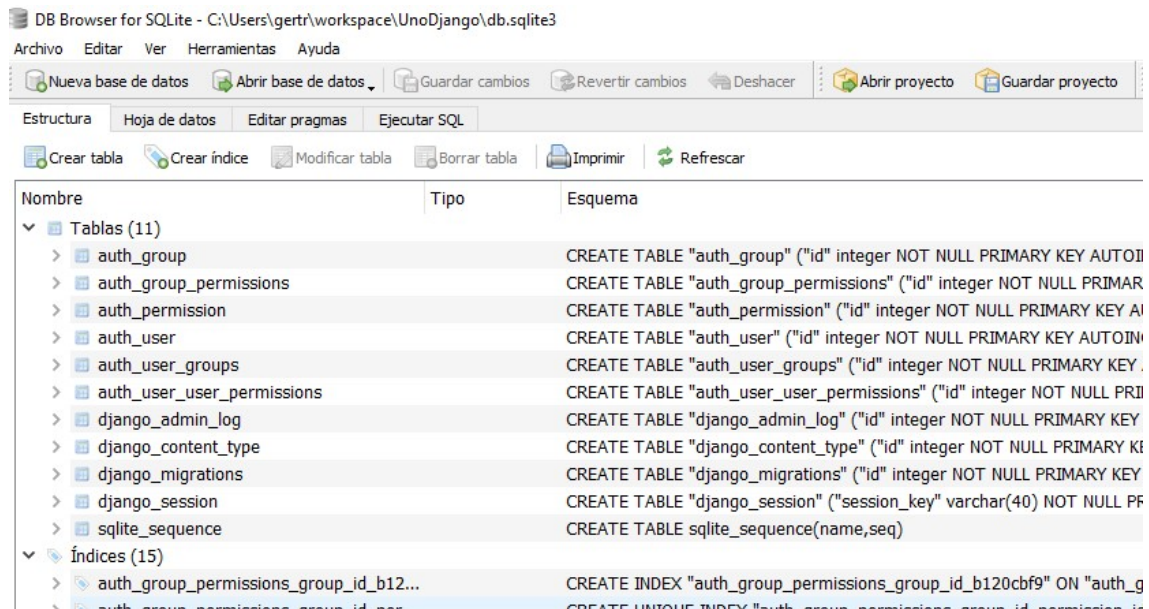 DB Browser for SQLite - C:\Users\gertr\workspace\UnoDjango\db.sqlite3
Archivo Editar Ver Herramientas Ayuda
Nueva base de datos Abrir base de datos Guardar cambios Revertir cambios Deshacer Abrir proyecto Guardar proyecto
Estructura Hoja de datos Editar pragmas Ejecutar SQL
Crear tabla Crear índice Modificar tabla Borrar tabla Imprimir Refrescar
Nombre Tipo Esquema
Tablas (11)
auth_group CREATE TABLE "auth_group" ("id" integer NOT NULL PRIMARY KEY AUTOI
auth_group_permissions CREATE TABLE "auth_group_permissions" ("id" integer NOT NULL PRIMAR
auth_permission CREATE TABLE "auth_permission" ("id" integer NOT NULL PRIMARY KEY A
auth_user CREATE TABLE "auth_user" ("id" integer NOT NULL PRIMARY KEY AUTOIN
auth_user_groups CREATE TABLE "auth_user_groups" ("id" integer NOT NULL PRIMARY KEY
auth_user_user_permissions CREATE TABLE "auth_user_user_permissions" ("id" integer NOT NULL PRI
django_admin_log CREATE TABLE "django_admin_log" ("id" integer NOT NULL PRIMARY KEY
django_content_type CREATE TABLE "django_content_type" ("id" integer NOT NULL PRIMARY KE
django_migrations CREATE TABLE "django_migrations" ("id" integer NOT NULL PRIMARY KEY
django_session CREATE TABLE "django_session" ("session_key" varchar(40) NOT NULL PR
sqlite_sequence CREATE TABLE sqlite_sequence(name,seq)
Índices (15)
auth_group_permissions_group_id_b12... CREATE INDEX "auth_group_permissions_group_id_b120cbf9" ON "auth_g
auth_group_permissions_group_id_per... CREATE UNIQUE INDEX "auth_group_permissions_group_id_permission_id